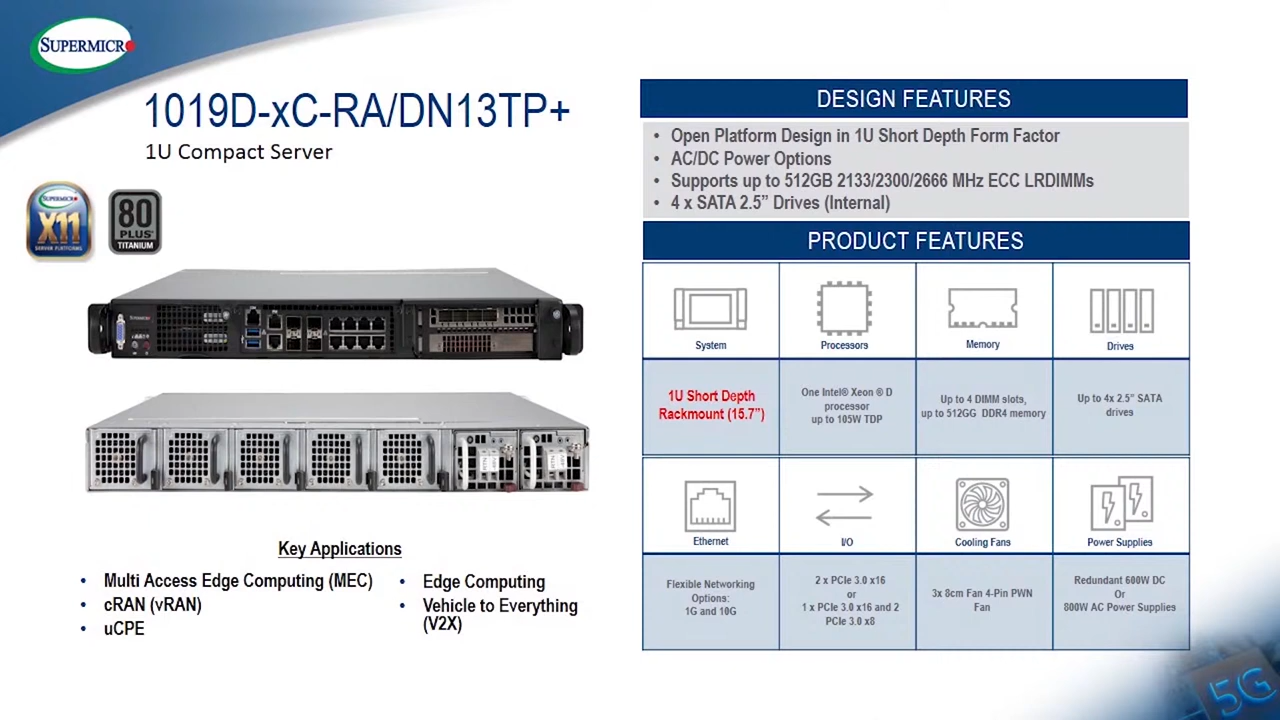 SUPERMICRO
1019D-xC-RA/DN13TP+
1U Compact Server
SUPERMICRO
X11
SERVER PLATFORMS
80
PLUS
TITANIUM
SUPERMICRO
Key Applications
• Multi Access Edge Computing (MEC)
• cRAN (vRAN)
• uCPE
• Edge Computing
• Vehicle to Everything
(V2X)
DESIGN FEATURES
• Open Platform Design in 1U Short Depth Form Factor
• AC/DC Power Options
• Supports up to 512GB 2133/2300/2666 MHz ECC LRDIMMs
• 4 x SATA 2.5” Drives (Internal)
PRODUCT FEATURES
System
Processors
Memory
Drives
1U Short Depth
Rackmount (15.7”)
One Intel® Xeon ® D
processor
up to 105W TDP
Up to 4 DIMM slots,
up to 512GG DDR4 memory
Up to 4x 2.5” SATA
drives
Ethernet
I/O
Cooling Fans
Power Supplies
Flexible Networking
Options:
1G and 10G
2 x PCIe 3.0 x16
or
1 x PCIe 3.0 x16 and 2
PCIe 3.0 x8
3x 8cm Fan 4-Pin PWN
Fan
Redundant 600W DC
Or
800W AC Power Supplies
5G